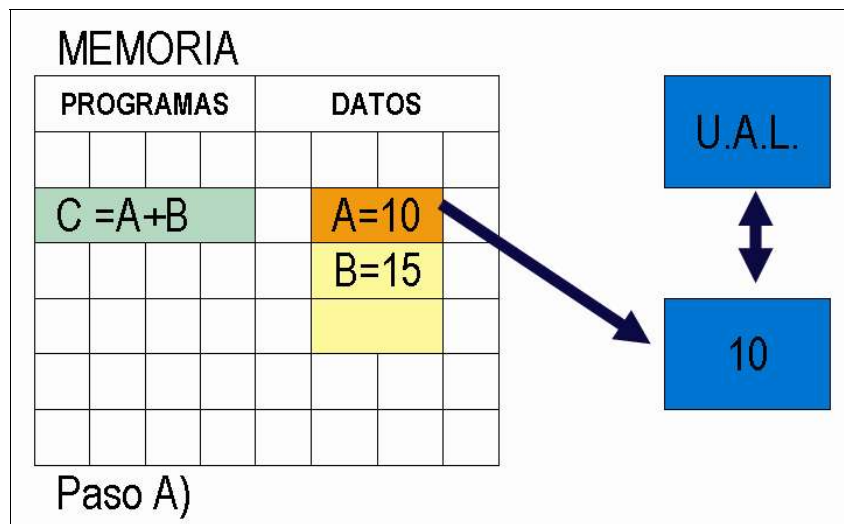 MEMORIA
PROGRAMAS DATOS
U.A.L.
C =A+B A=10
B=15
10
Paso A)